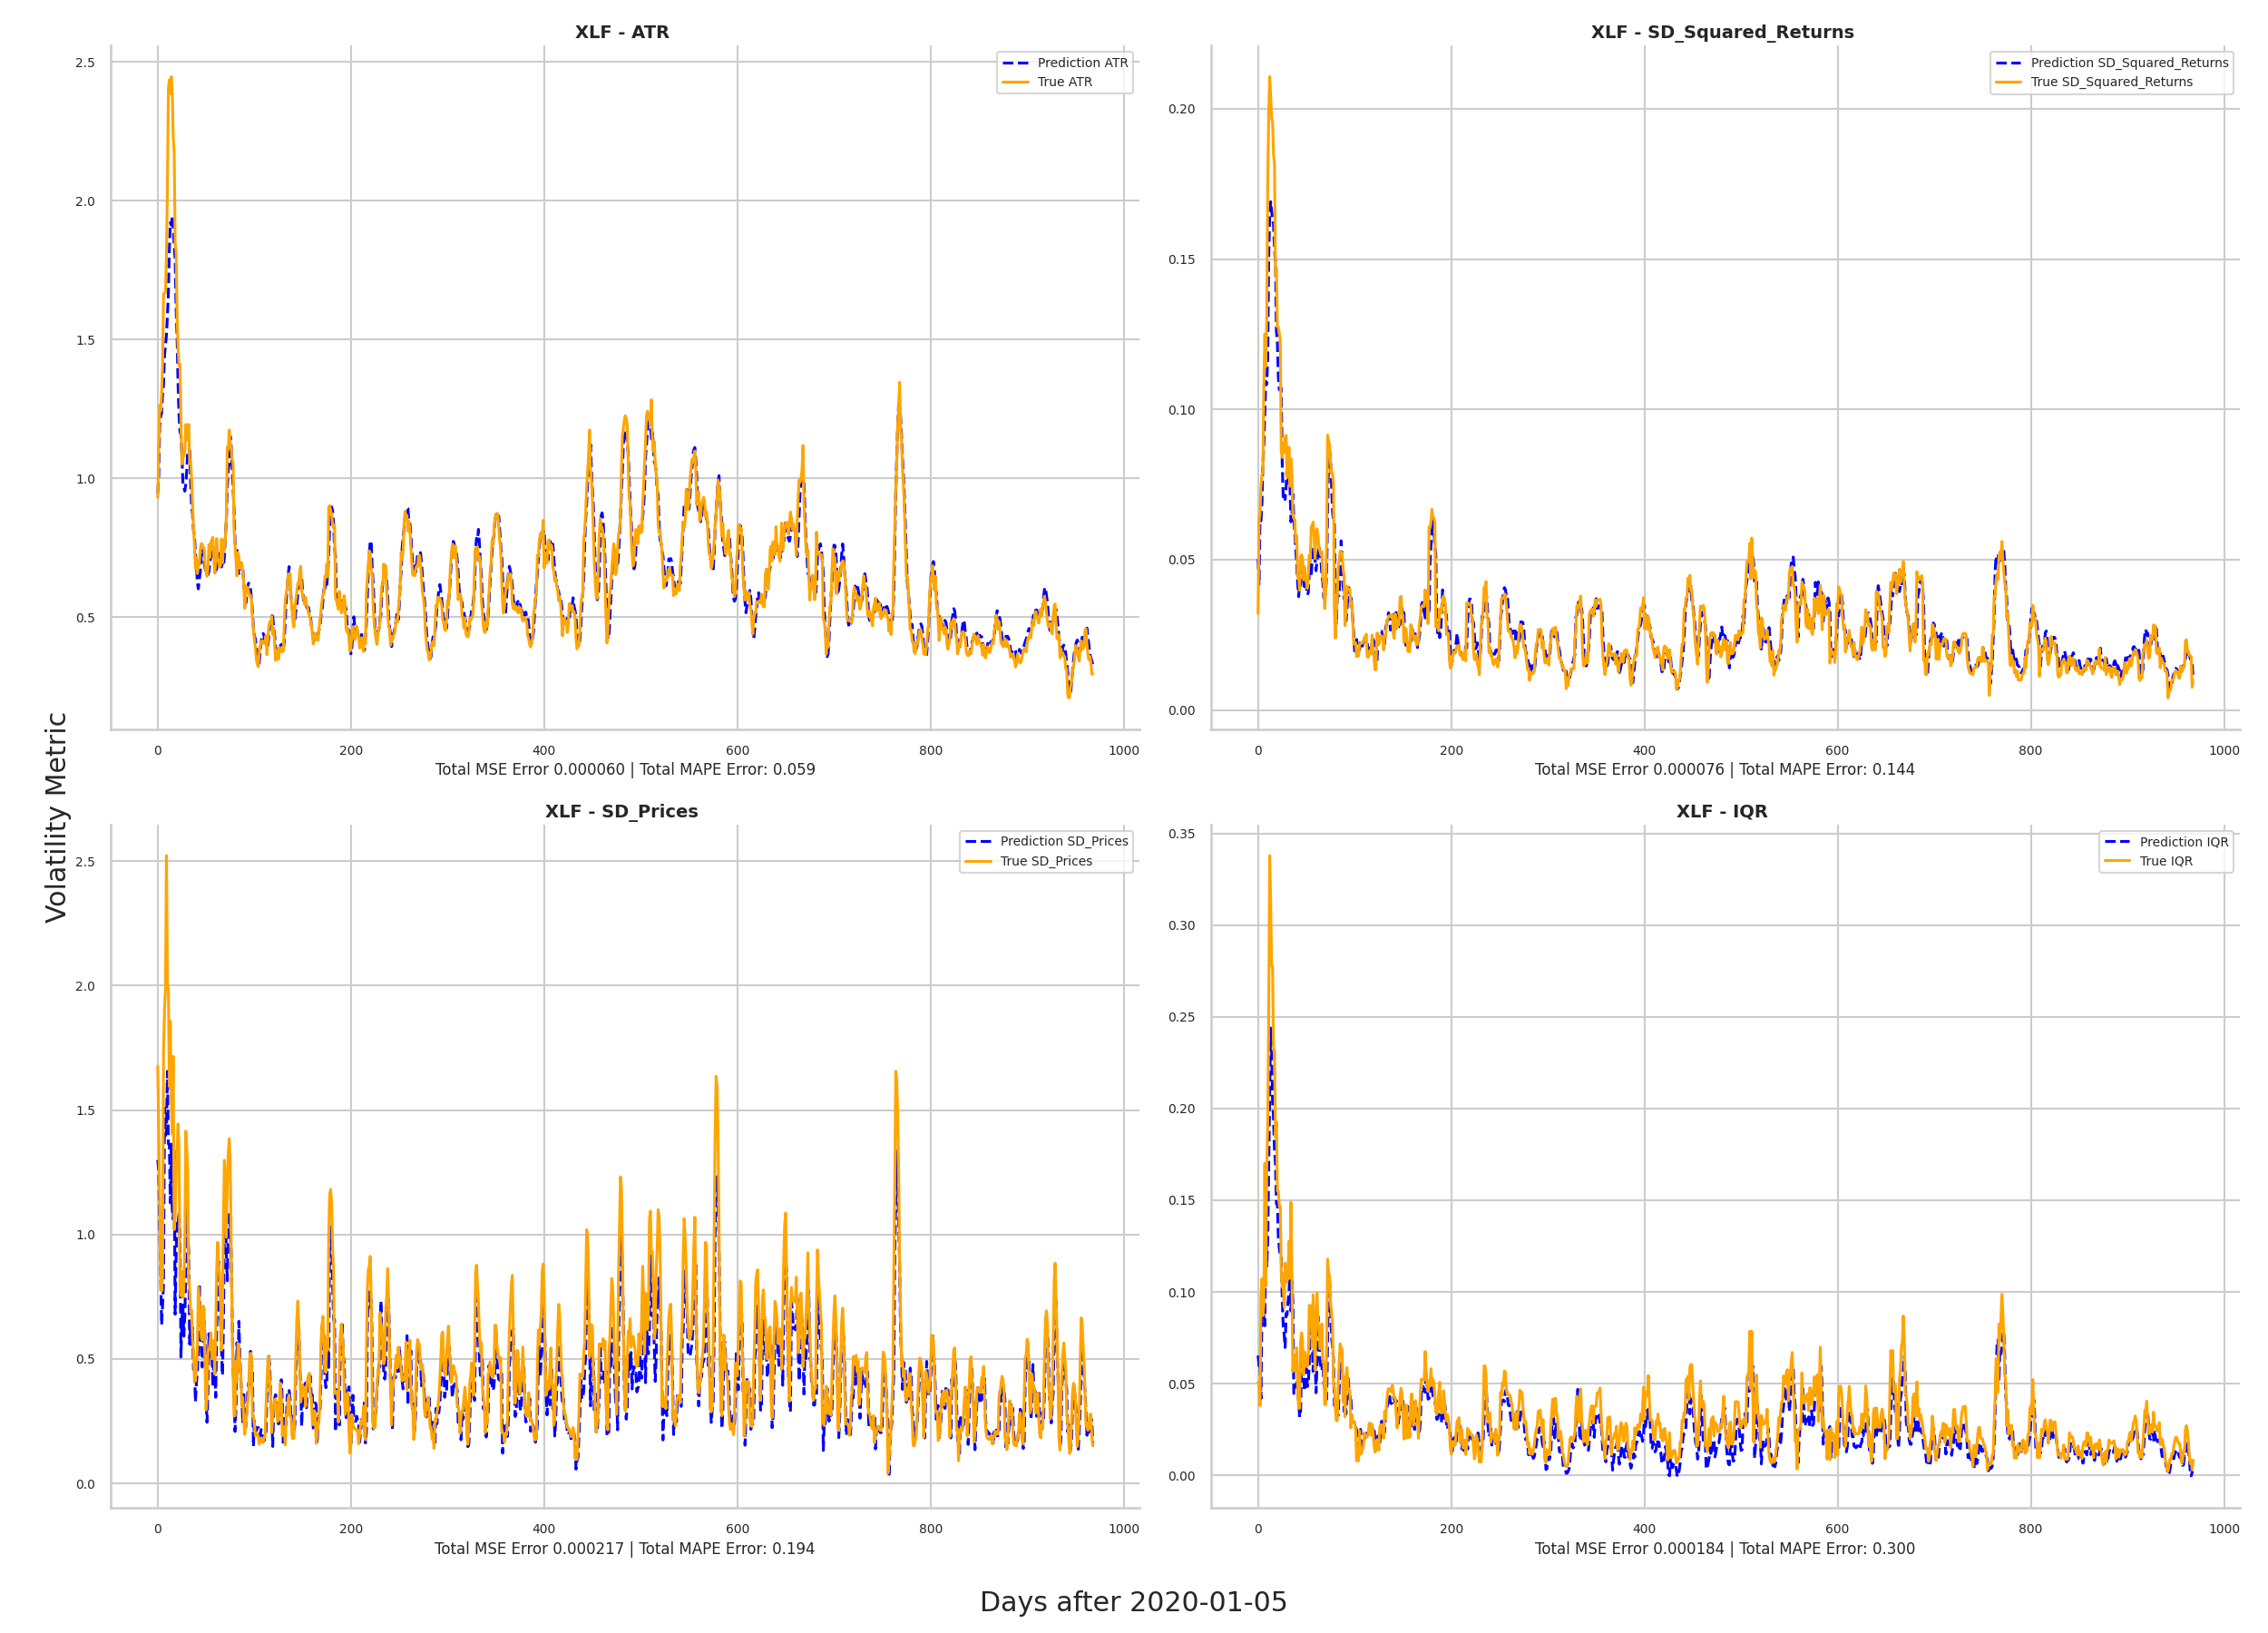 XLF - ATR
Prediction ATR
True ATR
2.5
2.0
1.5
1.0
0.5
0 200 400 600 800 1000
Total MSE Error 0.000060 | Total MAPE Error: 0.059
XLF - SD_Squared_Returns
Prediction SD_Squared_Returns
True SD_Squared_Returns
0.20
0.15
0.10
0.05
0.00
0 200 400 600 800 1000
Total MSE Error 0.000076 | Total MAPE Error: 0.144
Volatility Metric
XLF - SD_Prices
Prediction SD_Prices
True SD_Prices
2.5
2.0
1.5
1.0
0.5
0.0
0 200 400 600 800 1000
Total MSE Error 0.000217 | Total MAPE Error: 0.194
XLF - IQR
Prediction IQR
True IQR
0.35
0.30
0.25
0.20
0.15
0.10
0.05
0.00
0 200 400 600 800 1000
Total MSE Error 0.000184 | Total MAPE Error: 0.300
Days after 2020-01-05